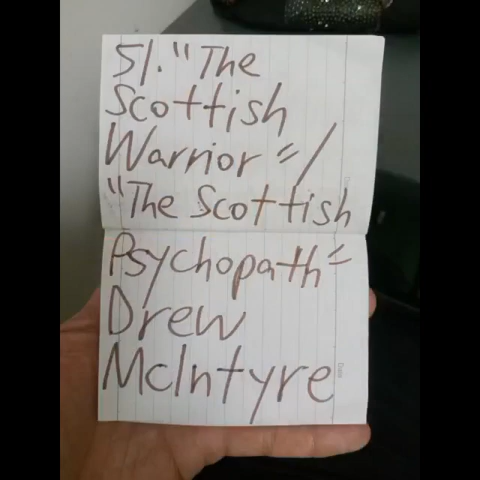 51. "The
Scottish
Warrior"/
"The Scottish
Psychopath"
Drew
McIntyre